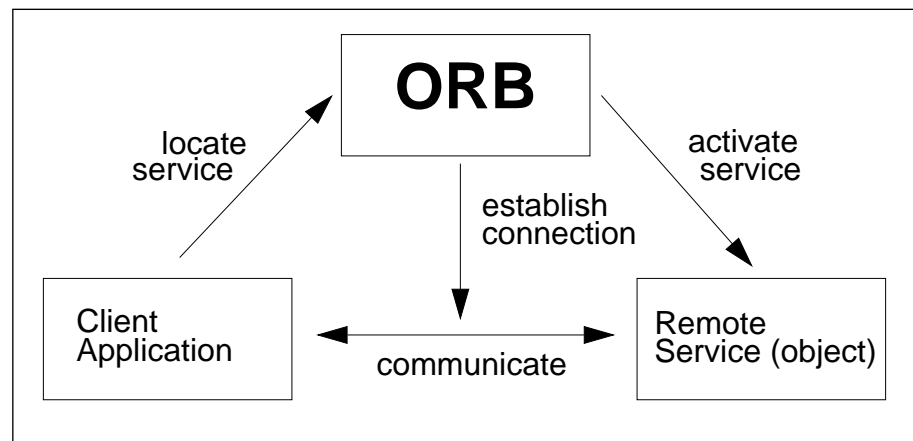 ORB
locate
service
activate
service
establish
connection
Client
Application
communicate
Remote
Service (object)